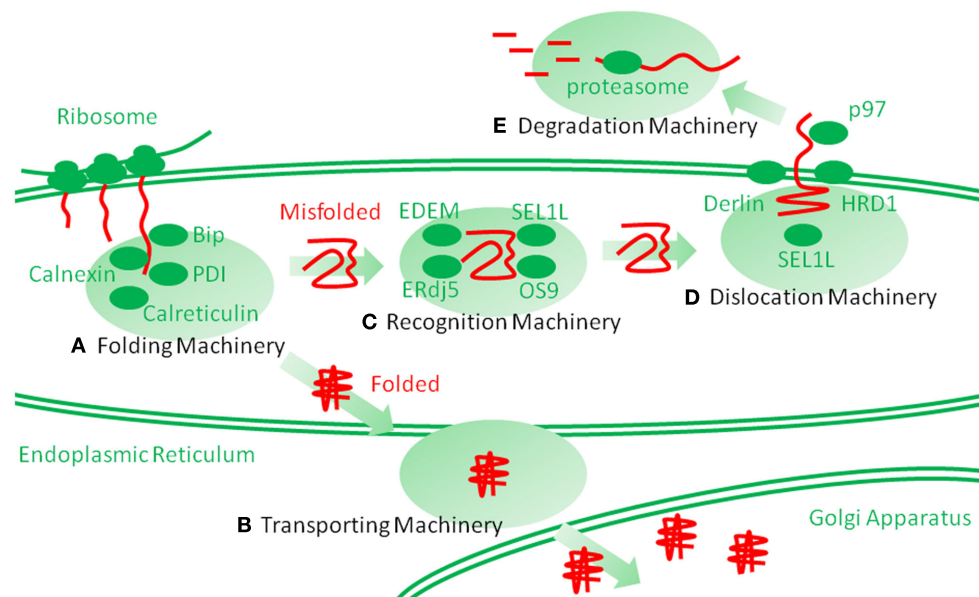 proteasome
E Degradation Machinery
p97
Ribosome
Misfolded
EDEM
SEL1L
Derlin
HRD1
Bip
Calnexin
PDI
Calreticulin
ERdj5
OS9
SEL1L
A Folding Machinery
C Recognition Machinery
D Dislocation Machinery
Folded
Endoplasmic Reticulum
B Transporting Machinery
Golgi Apparatus